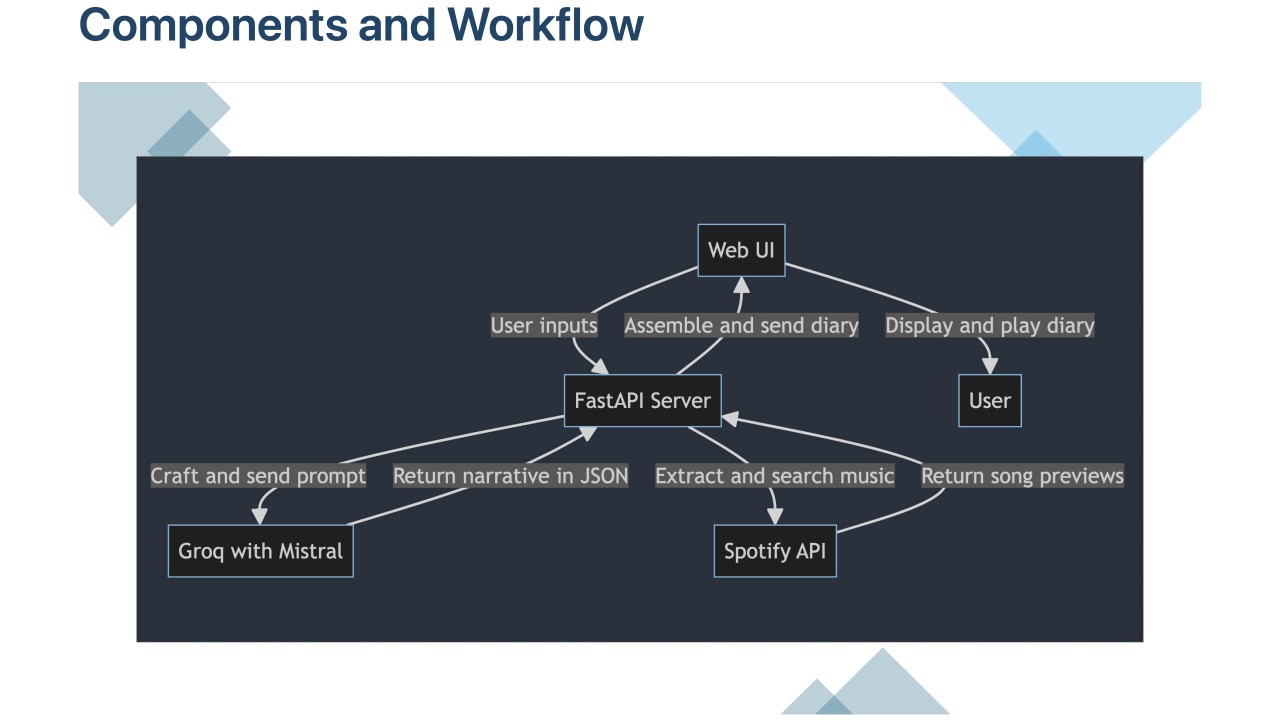 Components and Workflow
Web UI
User inputs
Assemble and send diary
Display and play diary
FastAPI Server
User
Craft and send prompt
Return narrative in JSON
Extract and search music
Return song previews
Groq with Mistral
Spotify API